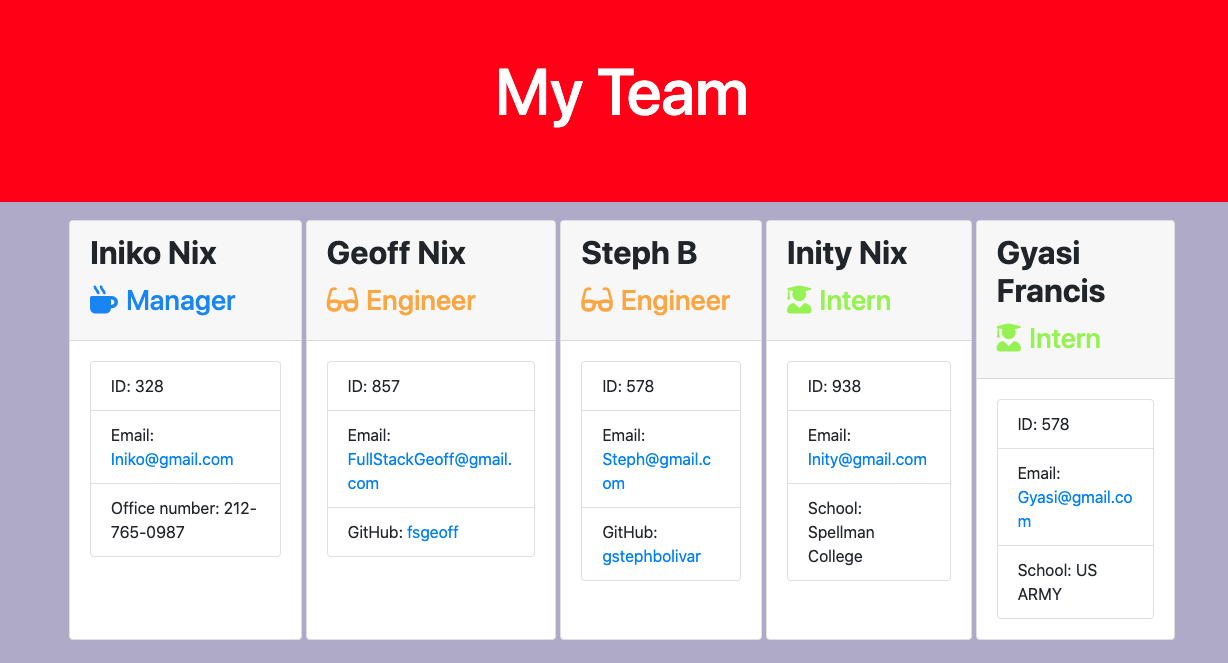 My Team
Iniko Nix
Manager
ID: 328
Email:
Iniko@gmail.com
Office number: 212-
765-0987
Geoff Nix
Engineer
ID: 857
Email:
FullStackGeoff@gmail.
com
GitHub: fsgeoff
Steph B
Engineer
ID: 578
Email:
Steph@gmail.c
om
GitHub:
gstephbolivar
Inity Nix
Intern
ID: 938
Email:
Inity@gmail.com
School:
Spellman
College
Gyasi
Francis
Intern
ID: 578
Email:
Gyasi@gmail.co
m
School: US
ARMY